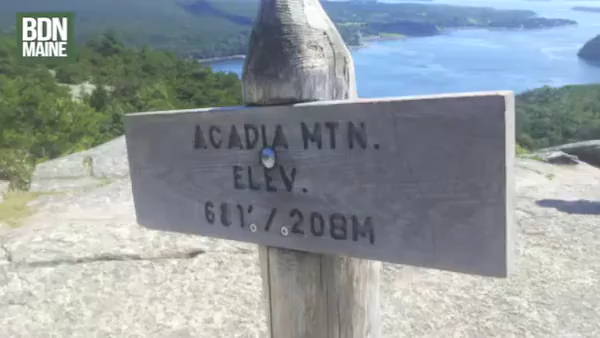 BDN
MAINE
ACADIA MTN.
ELEV.
681'/208M